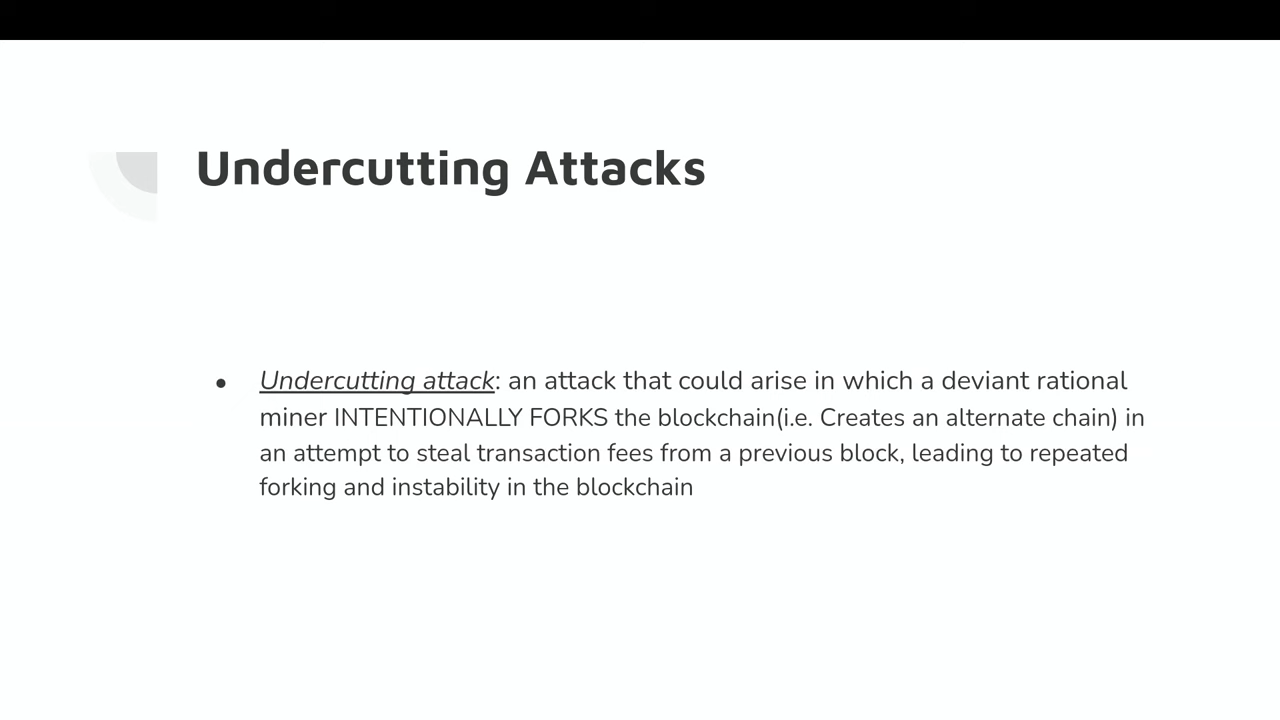 Undercutting Attacks
● Undercutting attack: an attack that could arise in which a deviant rational
miner INTENTIONALLY FORKS the blockchain(i.e. Creates an alternate chain) in
an attempt to steal transaction fees from a previous block, leading to repeated
forking and instability in the blockchain